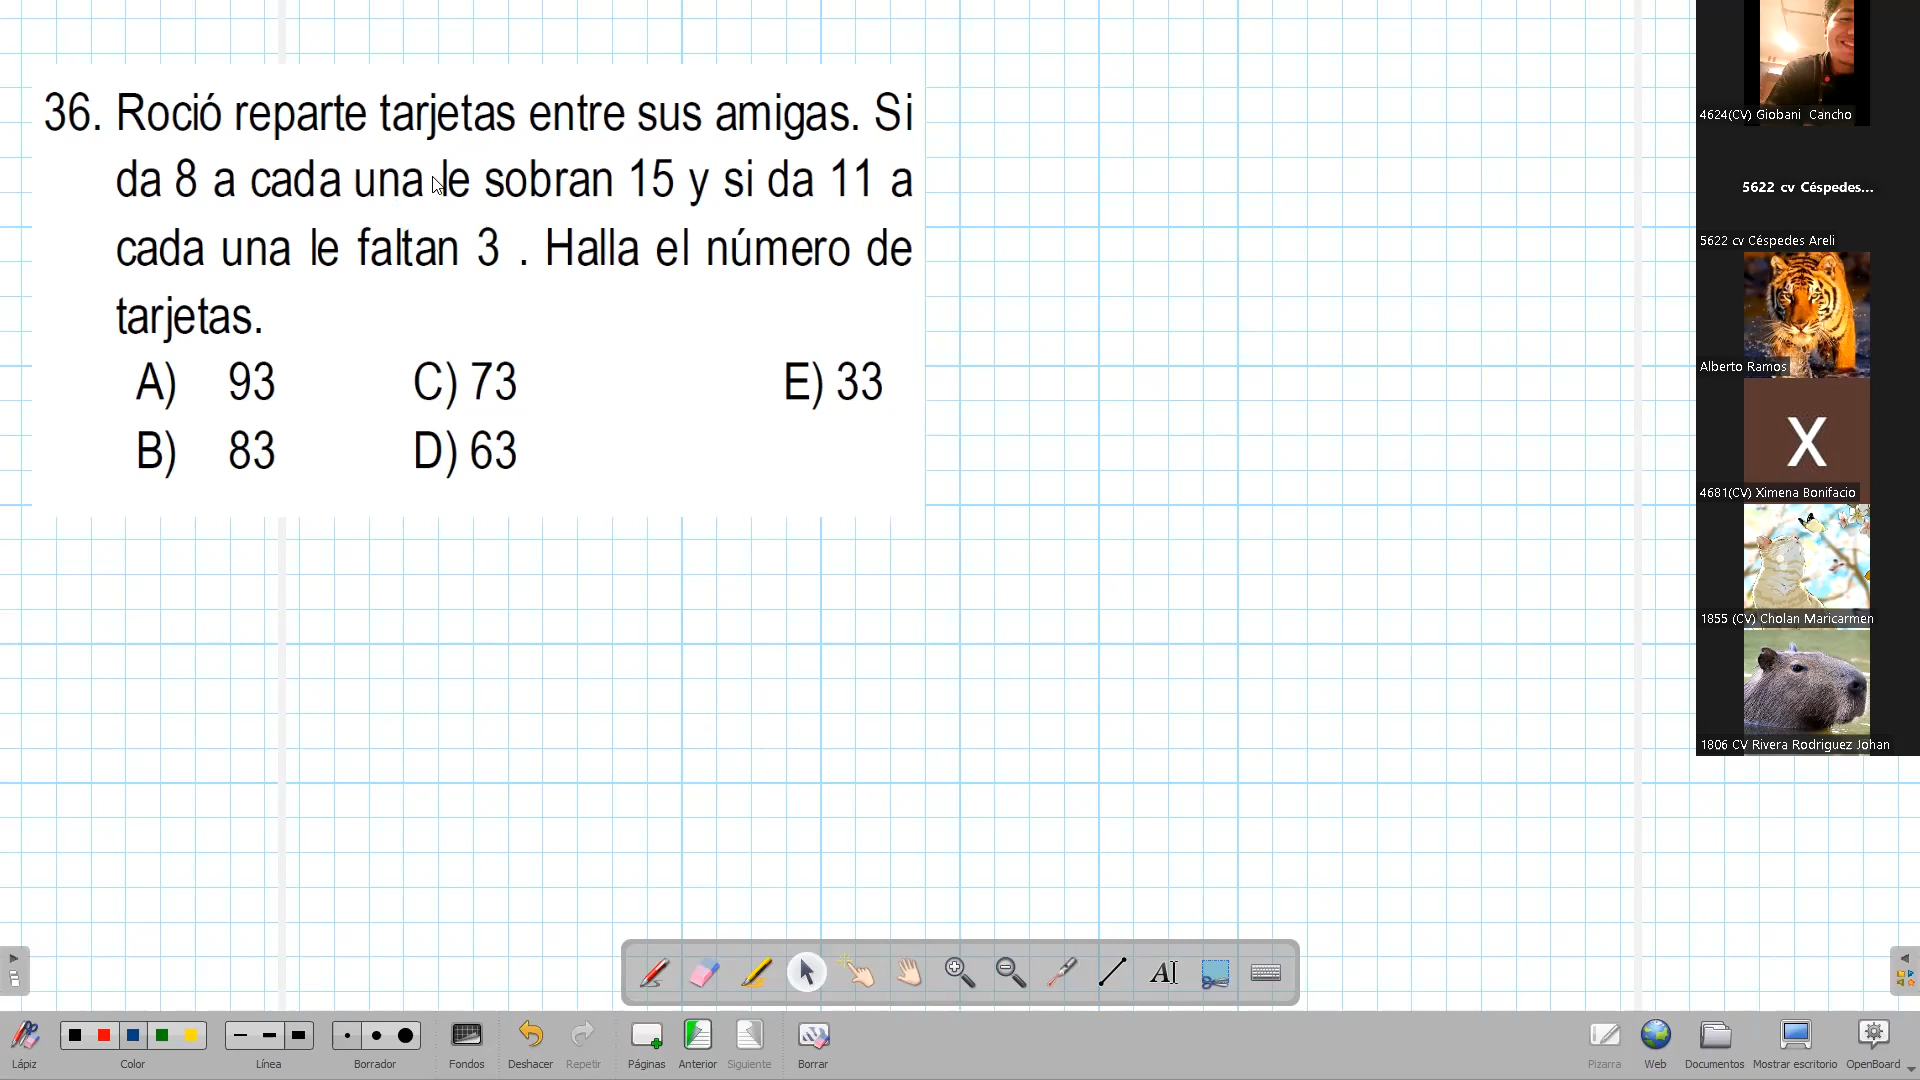 36. Roció reparte tarjetas entre sus amigas. Si
da 8 a cada una le sobran 15 y si da 11 a
cada una le faltan 3 . Halla el número de
tarjetas.
A) 93 C) 73 E) 33
B) 83 D) 63
4624(CV) Giobani Cancho
5622 cv Céspedes...
5622 cv Céspedes Areli
Alberto Ramos
X
4681(CV) Ximena Bonifacio
1855 (CV) Cholan Maricarmen
1806 CV Rivera Rodriguez Johan
AI
Lápiz Color Línea Borrador Fondos Deshacer Repetir Páginas Anterior Siguiente Borrar Pizarra Web Documentos Mostrar escritorio OpenBoard